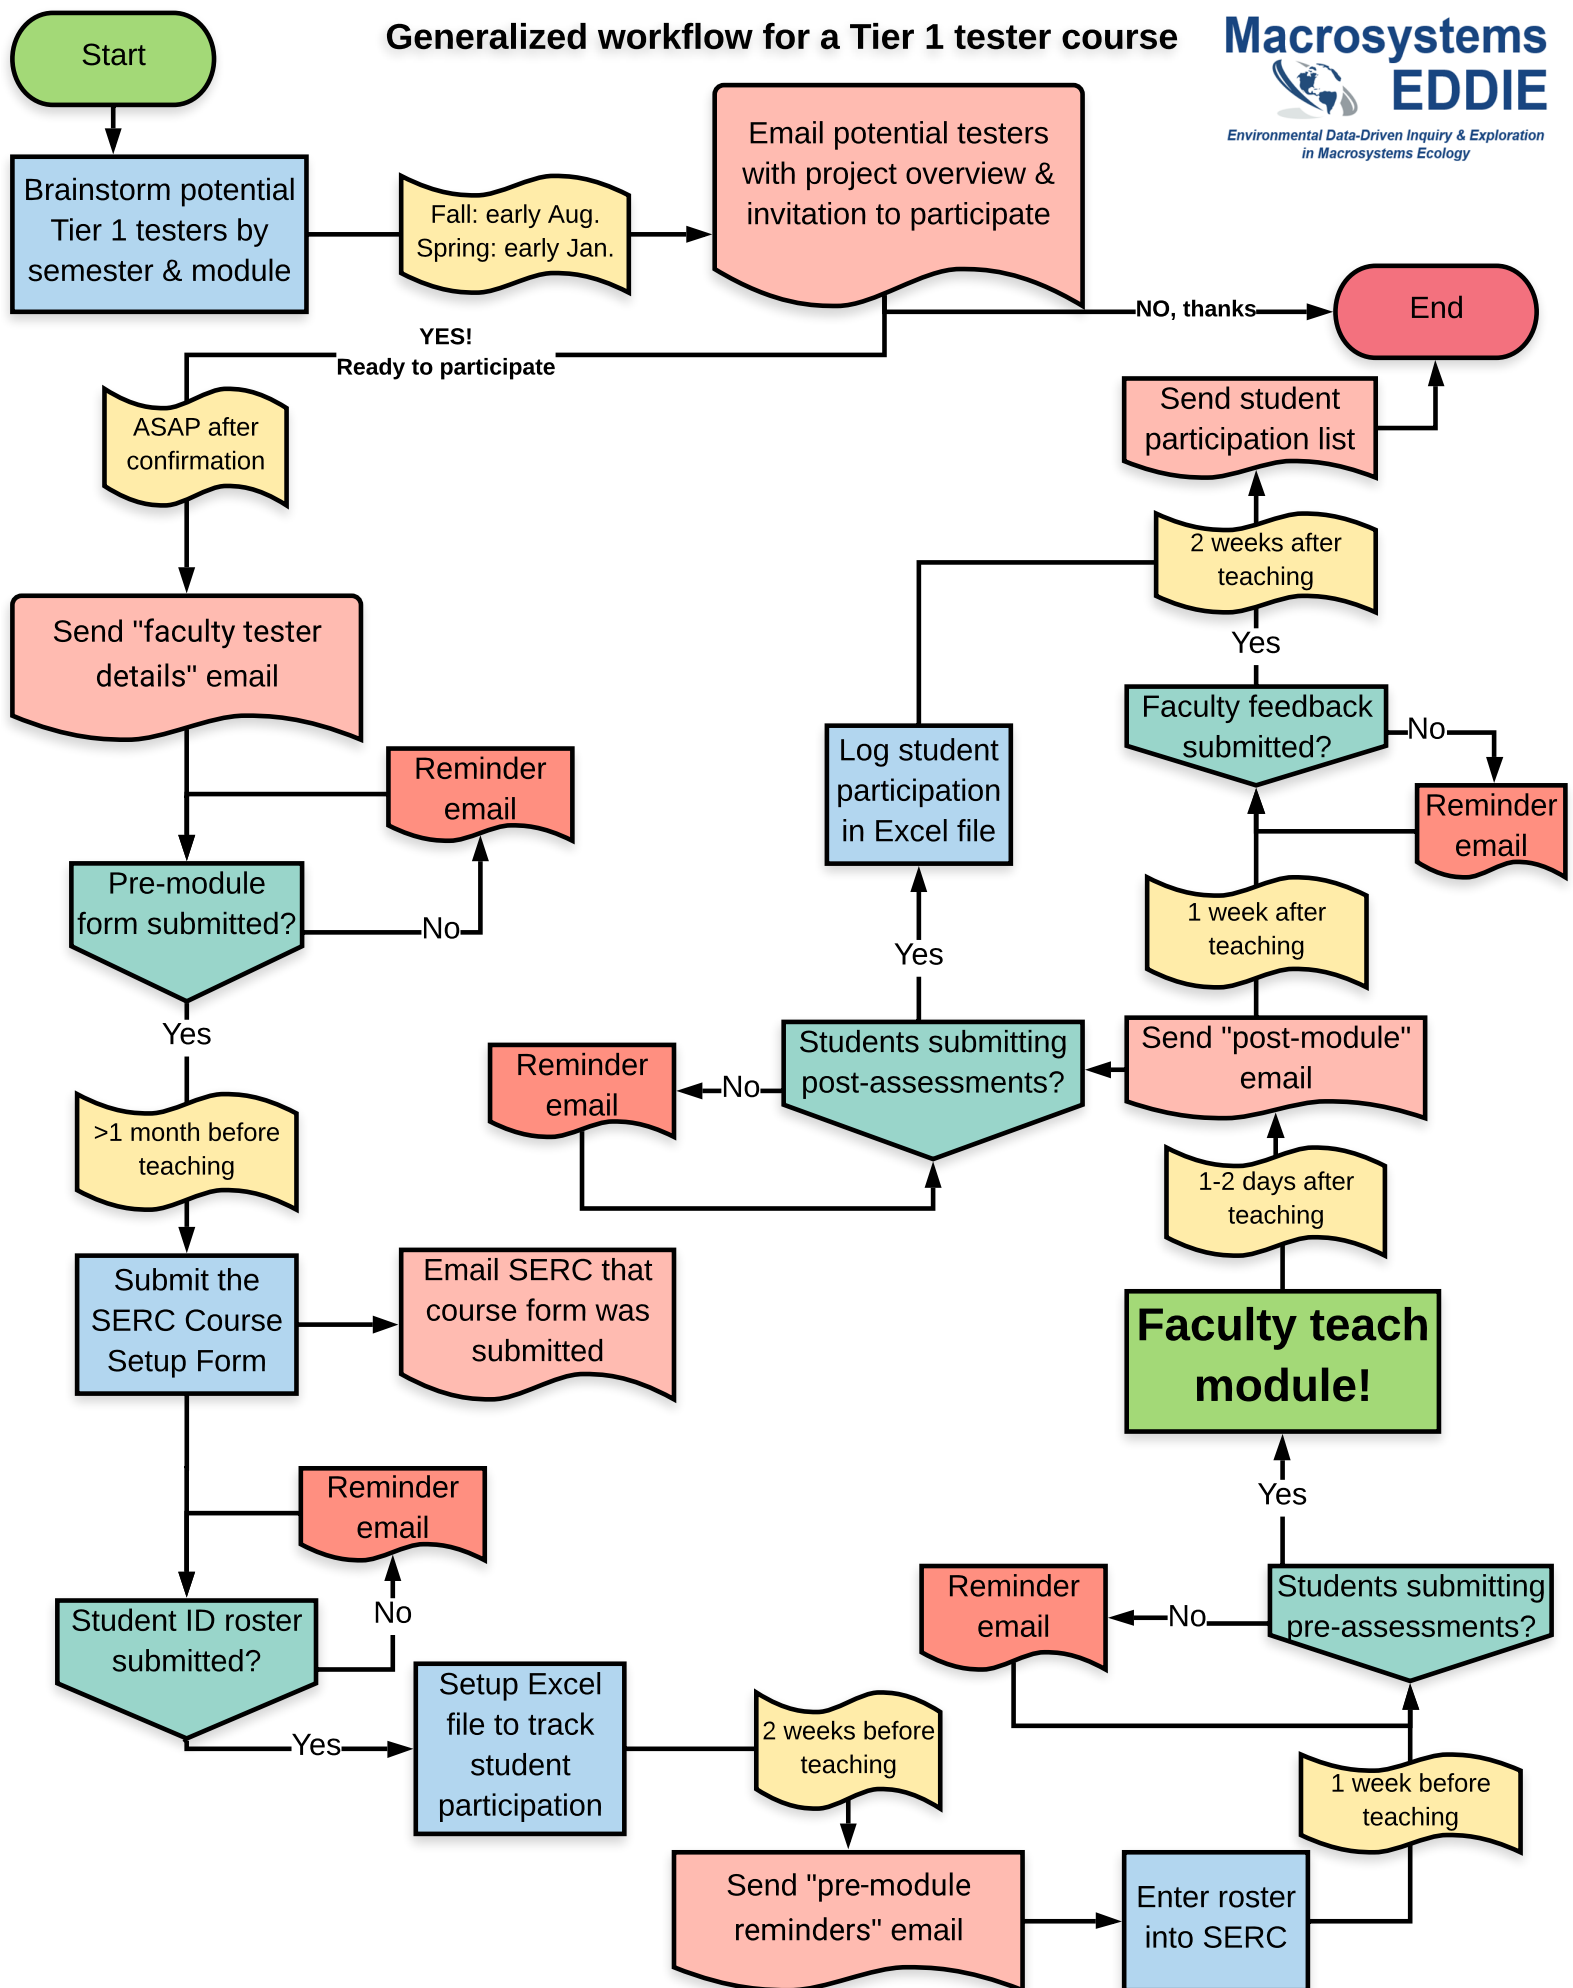 Start
Generalized workflow for a Tier 1 tester course
Macrosystems
EDDIE
Environmental Data-Driven Inquiry & Exploration
in Macrosystems Ecology
Brainstorm potential
Tier 1 testers by
semester & module
Fall: early Aug.
Spring: early Jan.
Email potential testers
with project overview &
invitation to participate
NO, thanks
End
YES!
Ready to participate
ASAP after
confirmation
Send "faculty tester
details" email
Reminder
email
Pre-module
form submitted?
No
Yes
>1 month before
teaching
Submit the
SERC Course
Setup Form
Email SERC that
course form was
submitted
Reminder
email
No
Student ID roster
submitted?
Yes
Setup Excel
file to track
student
participation
2 weeks before
teaching
Send "pre-module
reminders" email
Enter roster
into SERC
1 week before
teaching
Students submitting
pre-assessments?
No
Reminder
email
Yes
Faculty teach
module!
1-2 days after
teaching
Send "post-module"
email
Students submitting
post-assessments?
No
Reminder
email
Yes
Log student
participation
in Excel file
1 week after
teaching
Faculty feedback
submitted?
No
Reminder
email
Yes
2 weeks after
teaching
Send student
participation list